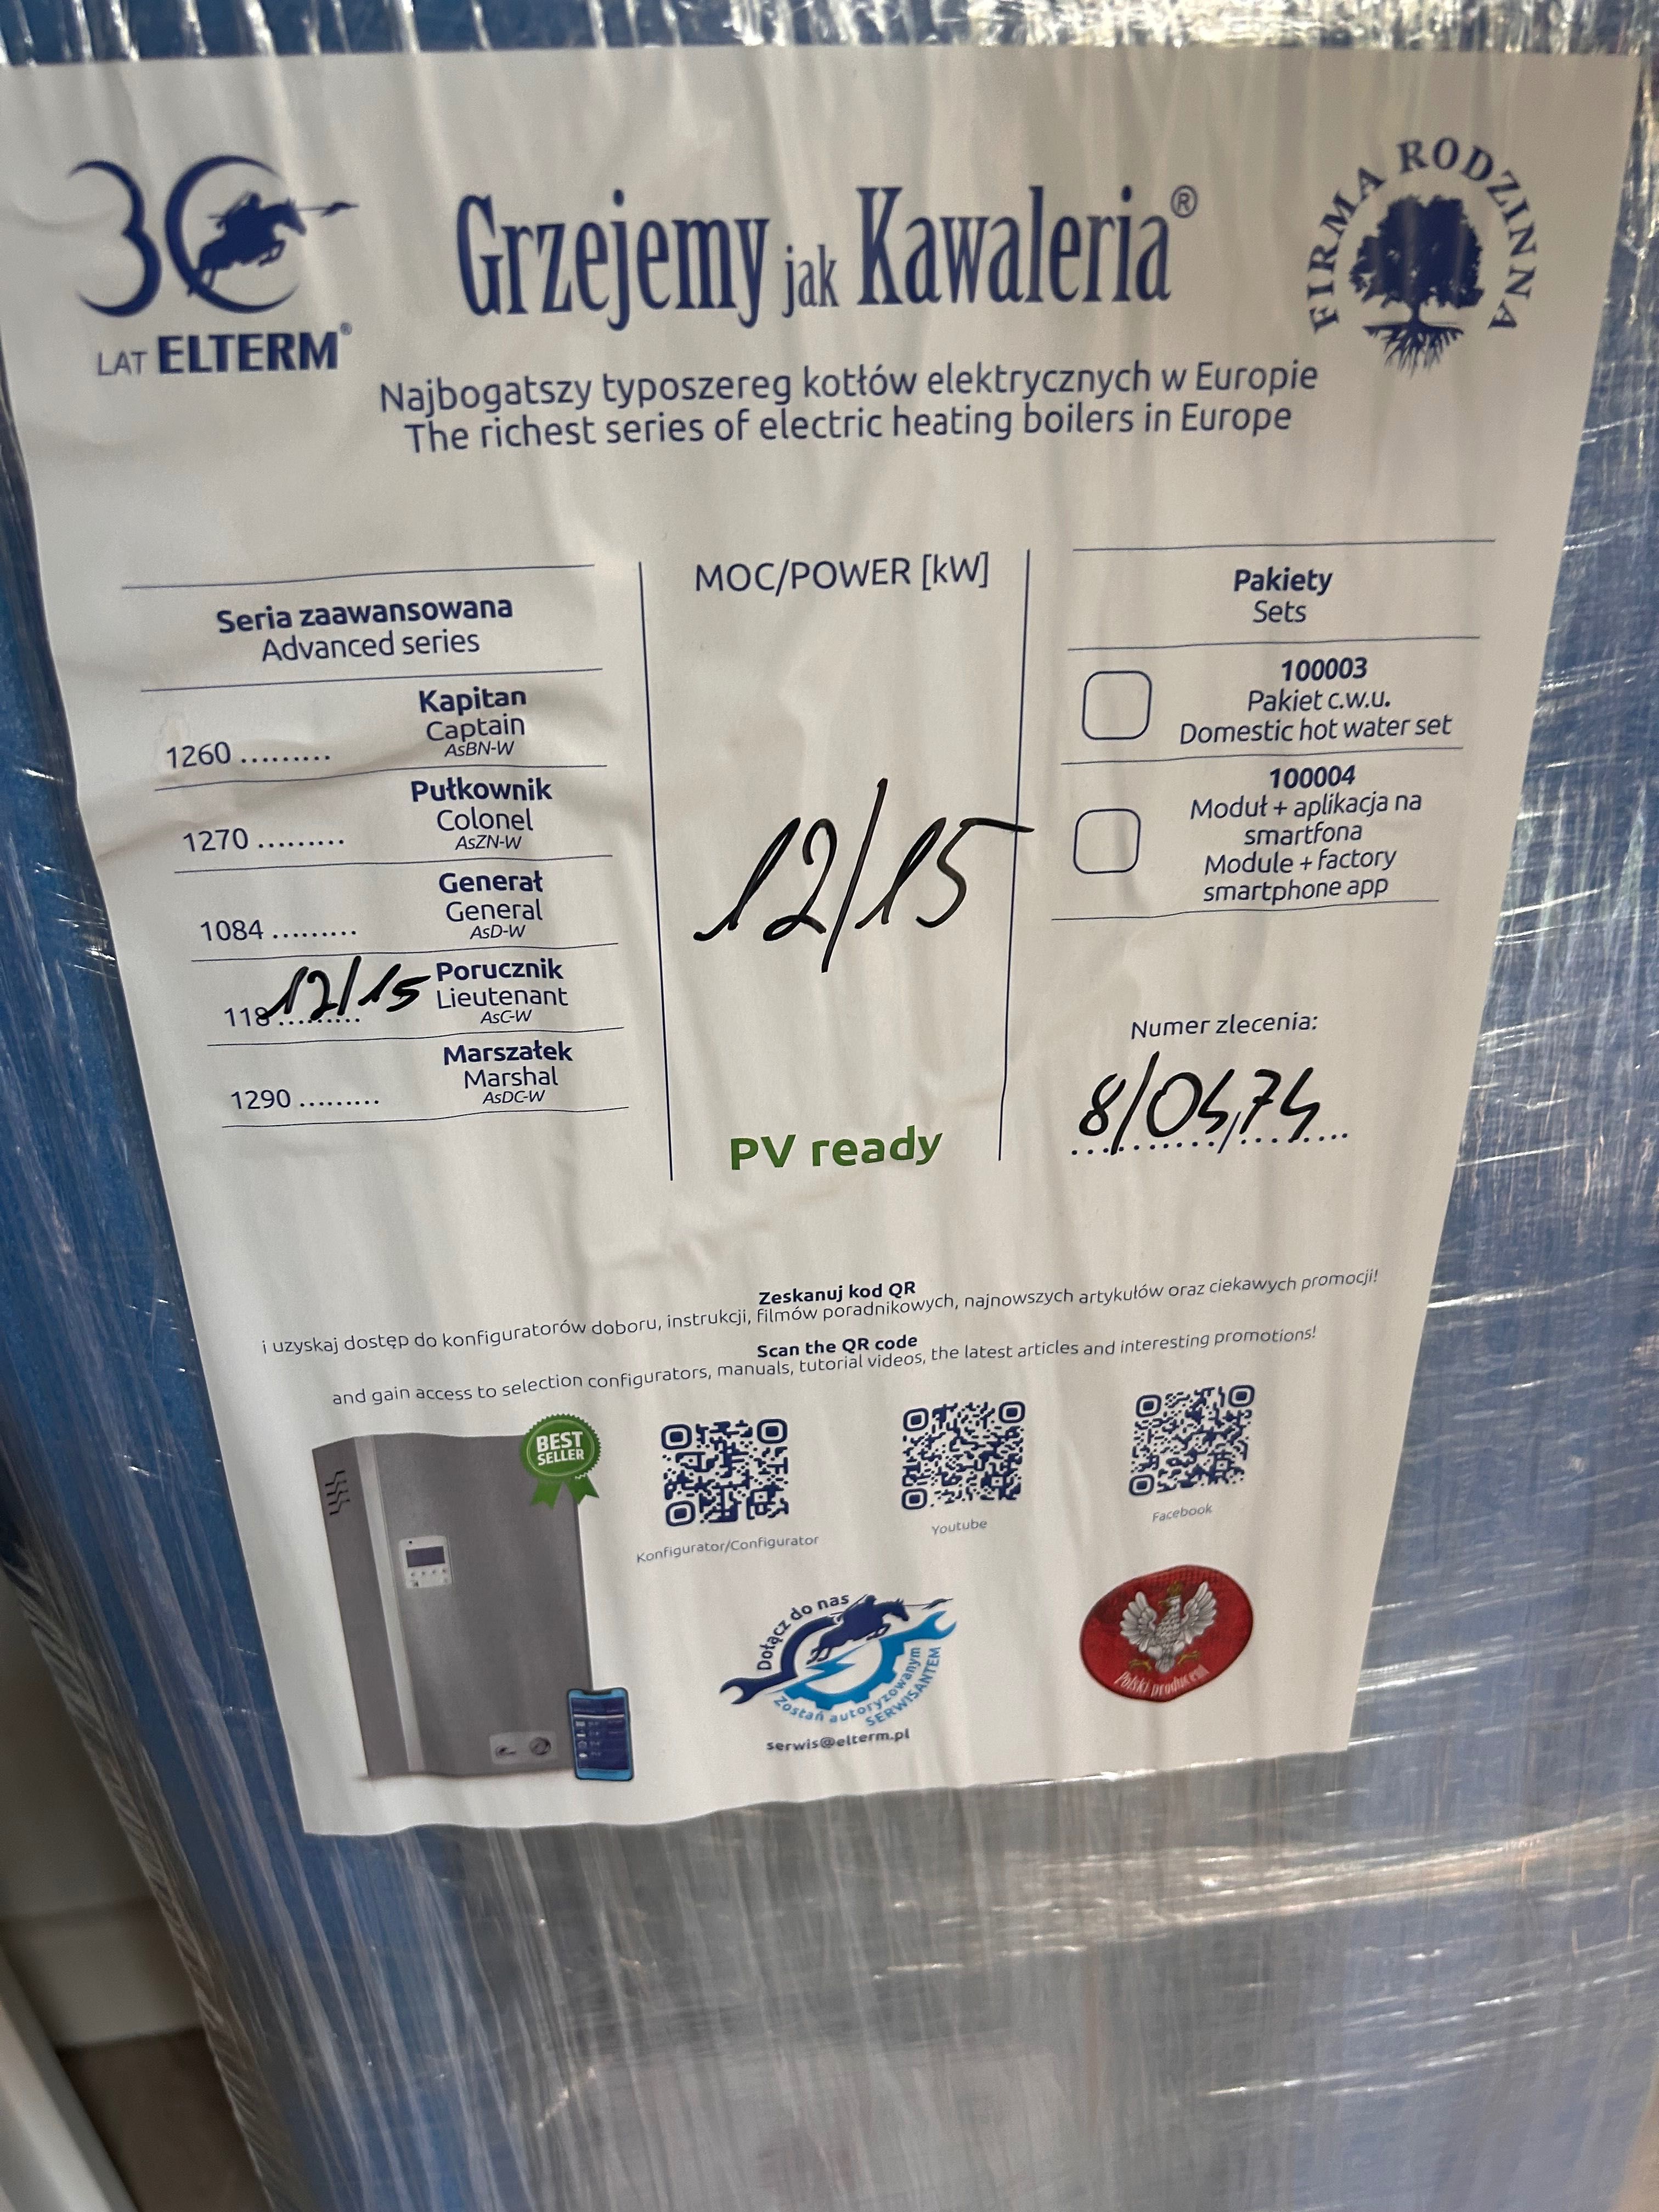 30
LAT ELTERM®
Grzejemy jak Kawaleria®
FIRMA RODZINNA
Najbogatszy typoszereg kotłów elektrycznych w Europie
The richest series of electric heating boilers in Europe
Seria zaawansowana
Advanced series
Kapitan
Captain
AsBN-W
1260 .........
Pułkownik
Colonel
AsZN-W
1270 .........
Generał
General
AsD-W
1084 .........
Porucznik
Lieutenant
AsC-W
118 12/15
Marszałek
Marshal
AsDC-W
1290 .........
MOC/POWER [kW]
12/15
PV ready
Pakiety
Sets
100003
Pakiet c.w.u.
Domestic hot water set
100004
Moduł + aplikacja na
smartfona
Module + factory
smartphone app
Numer zlecenia:
Zeskanuj kod QR
i uzyskaj dostęp do konfiguratorów doboru, instrukcji, filmów poradnikowych, najnowszych artykułów oraz ciekawych promocji!
Scan the QR code
and gain access to selection configurators, manuals, tutorial videos, the latest articles and interesting promotions!
BEST
SELLER
Konfigurator/Configurator
Youtube
Facebook
Dołącz do nas
Zostań autoryzowanym
SERWISANTEM
serwis@elterm.pl
Polski producent